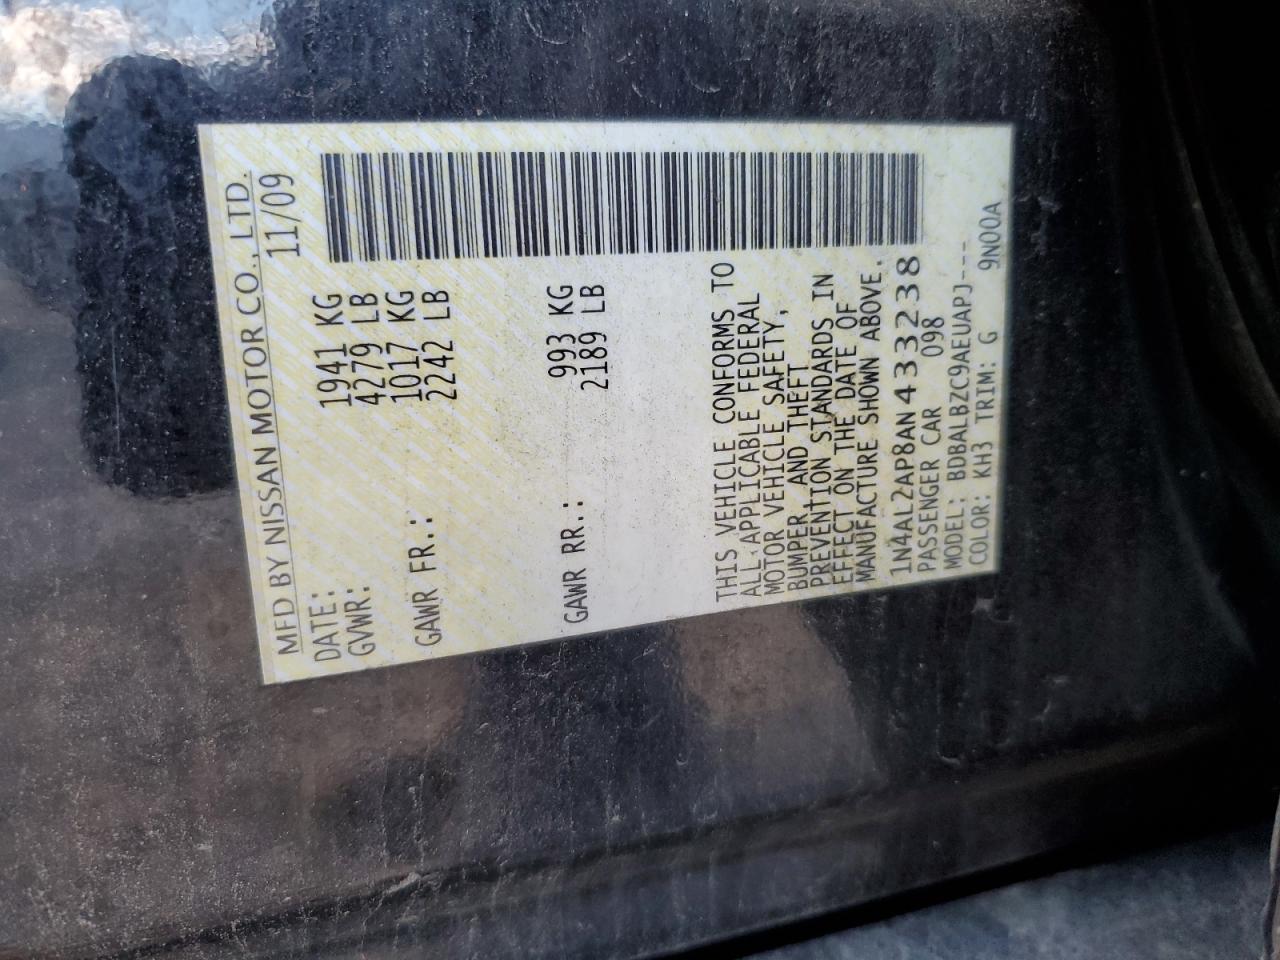 MFD BY NISSAN MOTOR CO., LTD.
DATE: 11/09
GVWR: 1941 KG
4279 LB
GAWR FR.: 1017 KG
2242 LB
GAWR RR.: 993 KG
2189 LB
THIS VEHICLE CONFORMS TO
ALL APPLICABLE FEDERAL
MOTOR VEHICLE SAFETY,
BUMPER AND THEFT
PREVENTION STANDARDS IN
EFFECT ON THE DATE OF
MANUFACTURE SHOWN ABOVE.
1N4AL2AP8AN433238
PASSENGER CAR 098
MODEL: BDBALBZC9AEUAPJ---
COLOR: KH3 TRIM: G 9N00A